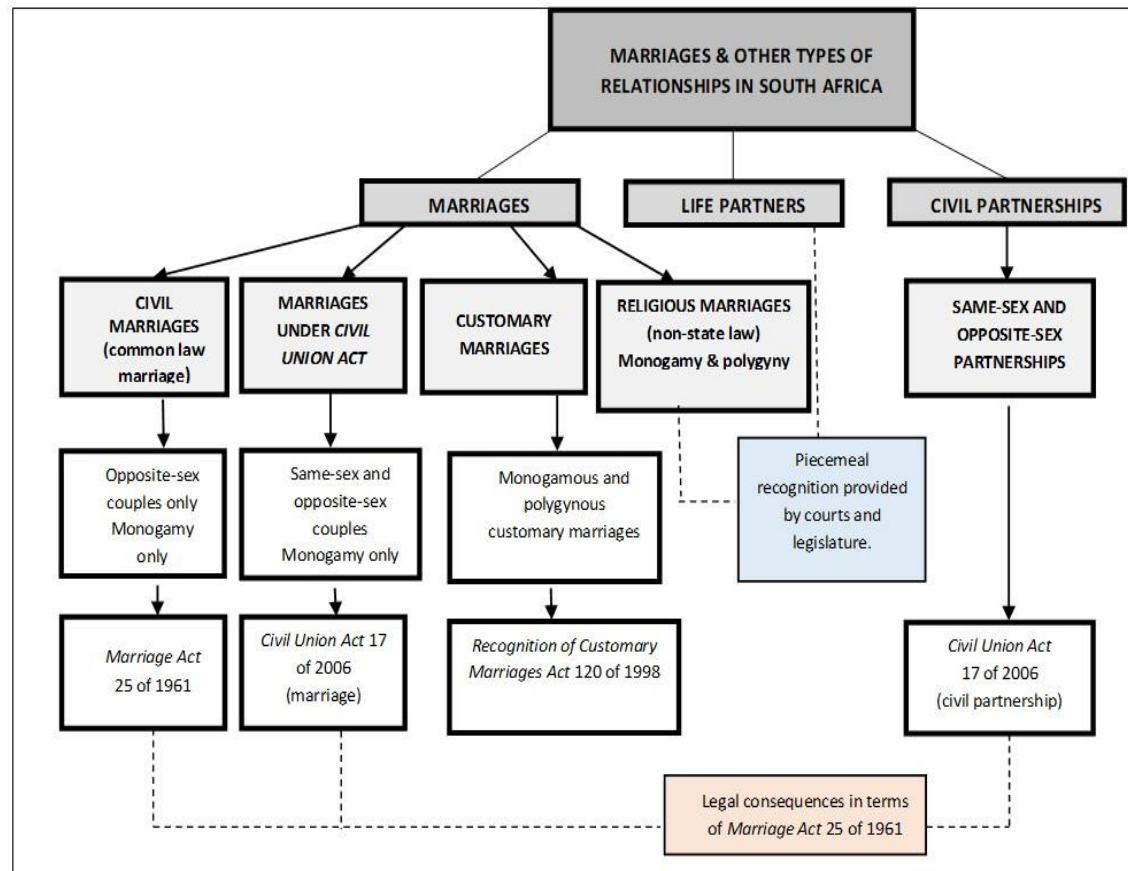 MARRIAGES & OTHER TYPES OF
RELATIONSHIPS IN SOUTH AFRICA
MARRIAGES
LIFE PARTNERS
CIVIL PARTNERSHIPS
CIVIL
MARRIAGES
(common law
marriage)
MARRIAGES
UNDER CIVIL
UNION ACT
CUSTOMARY
MARRIAGES
RELIGIOUS MARRIAGES
(non-state law)
Monogamy & polygyny
SAME-SEX AND
OPPOSITE-SEX
PARTNERSHIPS
Opposite-sex
couples only
Monogamy
only
Same-sex and
opposite-sex
couples
Monogamy only
Monogamous and
polygynous
customary marriages
Piecemeal
recognition provided
by courts and
legislature.
Marriage Act
25 of 1961
Civil Union Act 17
of 2006
(marriage)
Recognition of Customary
Marriages Act 120 of 1998
Civil Union Act
17 of 2006
(civil partnership)
Legal consequences in terms
of Marriage Act 25 of 1961